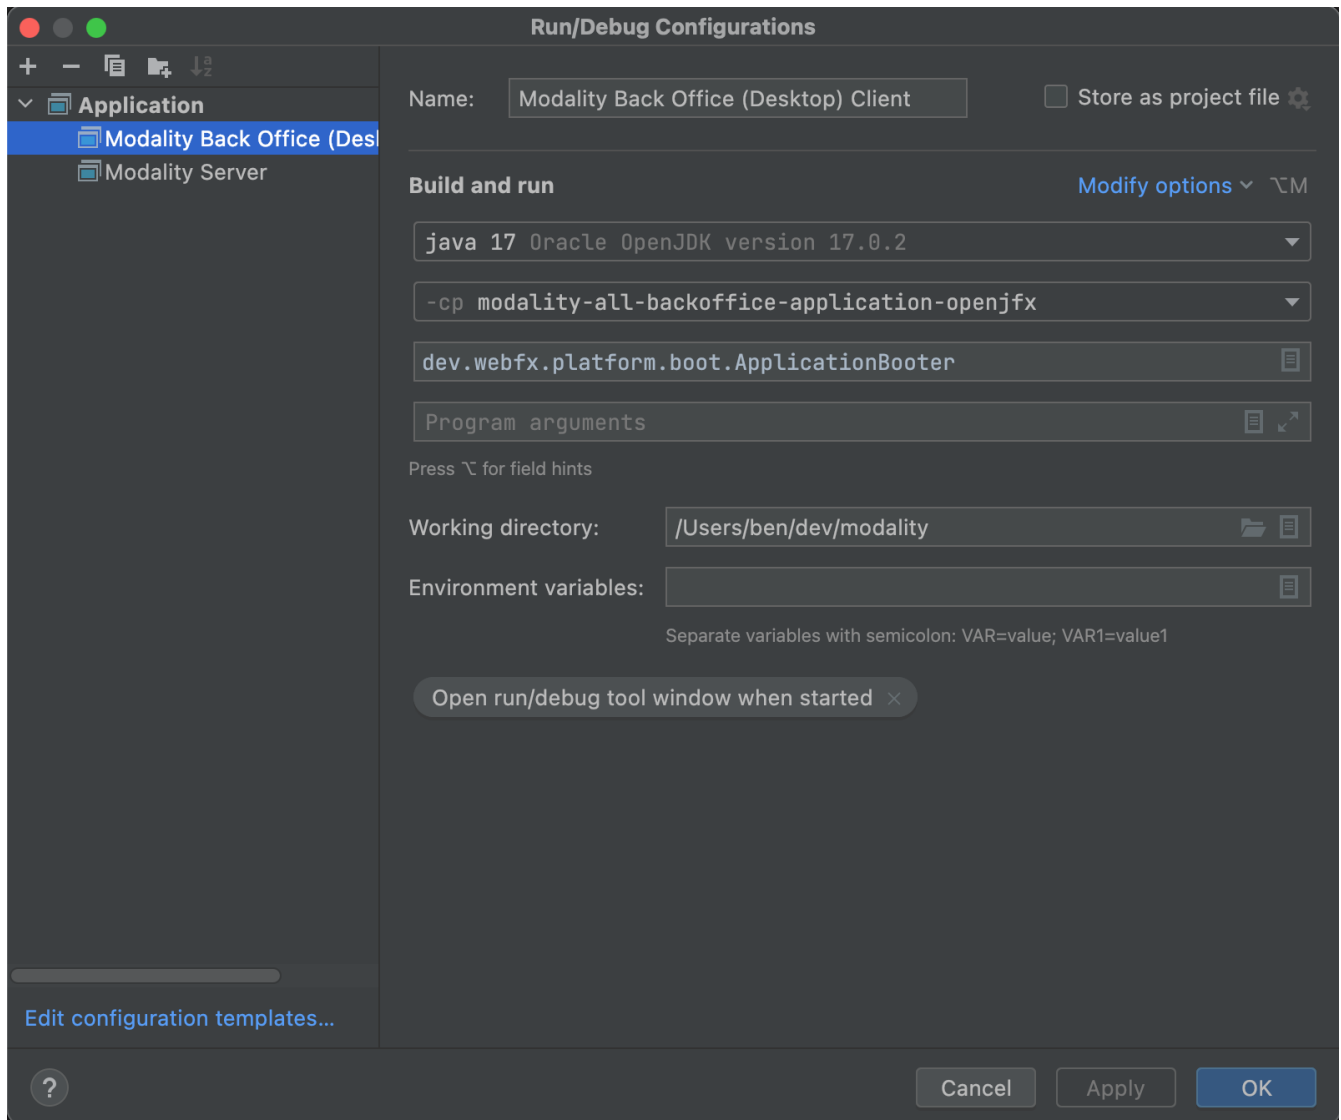 Run/Debug Configurations
Application
Modality Back Office (Desl
Modality Server
Edit configuration templates...
Name: Modality Back Office (Desktop) Client Store as project file
Build and run Modify options ⌥M
java 17 Oracle OpenJDK version 17.0.2
-cp modality-all-backoffice-application-openjfx
dev.webfx.platform.boot.ApplicationBooter
Program arguments
Press ⌥ for field hints
Working directory: /Users/ben/dev/modality
Environment variables:
Separate variables with semicolon: VAR=value; VAR1=value1
Open run/debug tool window when started ×
? Cancel Apply OK